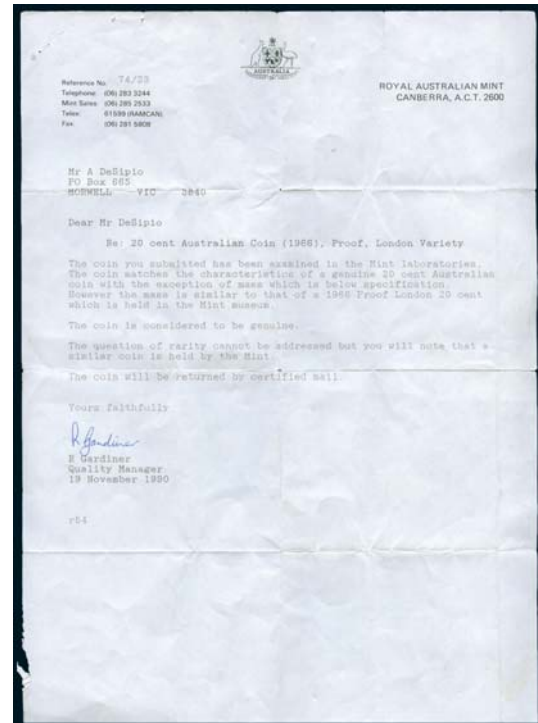 AUSTRALIA
Reference No. 74/
Telephone: (06) 283 3244
Mint Sales: (06) 285 2533
Telex: 61599 (RAMCAN)
Fax: (06) 281 5808
ROYAL AUSTRALIAN MINT
CANBERRA, A.C.T. 2600
Mr A DeSipio
PO Box 665
MORWELL VIC 3840
Dear Mr DeSipio
Re: 20 cent Australian Coin (1966), Proof, London Variety
The coin you submitted has been examined in the Mint laboratories.
The coin matches the characteristics of a genuine 20 cent Australian
coin with the exception of mass which is below specification.
However the mass is similar to that of a 1966 Proof London 20 cent
which is held in the Mint museum.
The coin is considered to be genuine.
The question of rarity cannot be addressed but you will note that a
similar coin is held by the Mint.
The coin will be returned by certified mail.
Yours faithfully
R Gardiner
R Gardiner
Quality Manager
19 November 1990